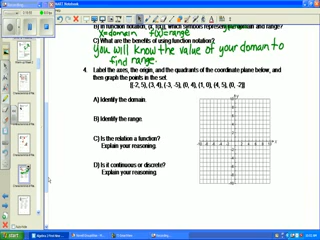 B) In function notation, (x, f(x)), which symbols represent domain and range?
x=domain f(x)=range
C) What are the benefits of using function notation?
You will know the value of your domain to
find range.
4. Label the axes, the origin, and the quadrants of the coordinate plane below, and
then graph the points in the set.
{(-2, 5), (3, 4), (-3, -5), (0, 4), (1, 0), (4, 5), (0, -2)}
A) Identify the domain.
B) Identify the range
C) Is the relation a function?
Explain your reasoning.
D) Is it continuous or discrete?
Explain your reasoning.
start